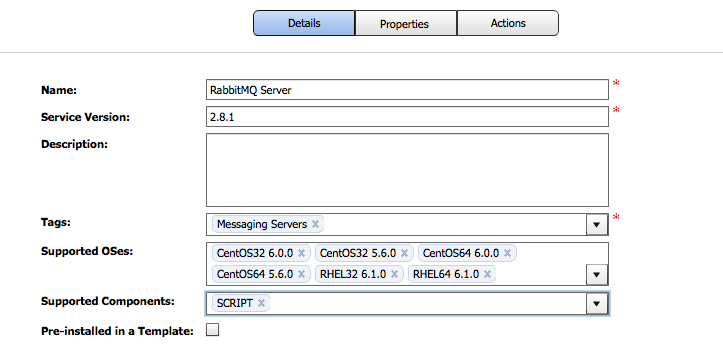 Details Properties Actions
Name: RabbitMQ Server *
Service Version: 2.8.1 *
Description:
Tags: Messaging Servers x *
Supported OSes: CentOS32 6.0.0 x CentOS32 5.6.0 x CentOS64 6.0.0 x
CentOS64 5.6.0 x RHEL32 6.1.0 x RHEL64 6.1.0 x
Supported Components: SCRIPT x
Pre-installed in a Template: